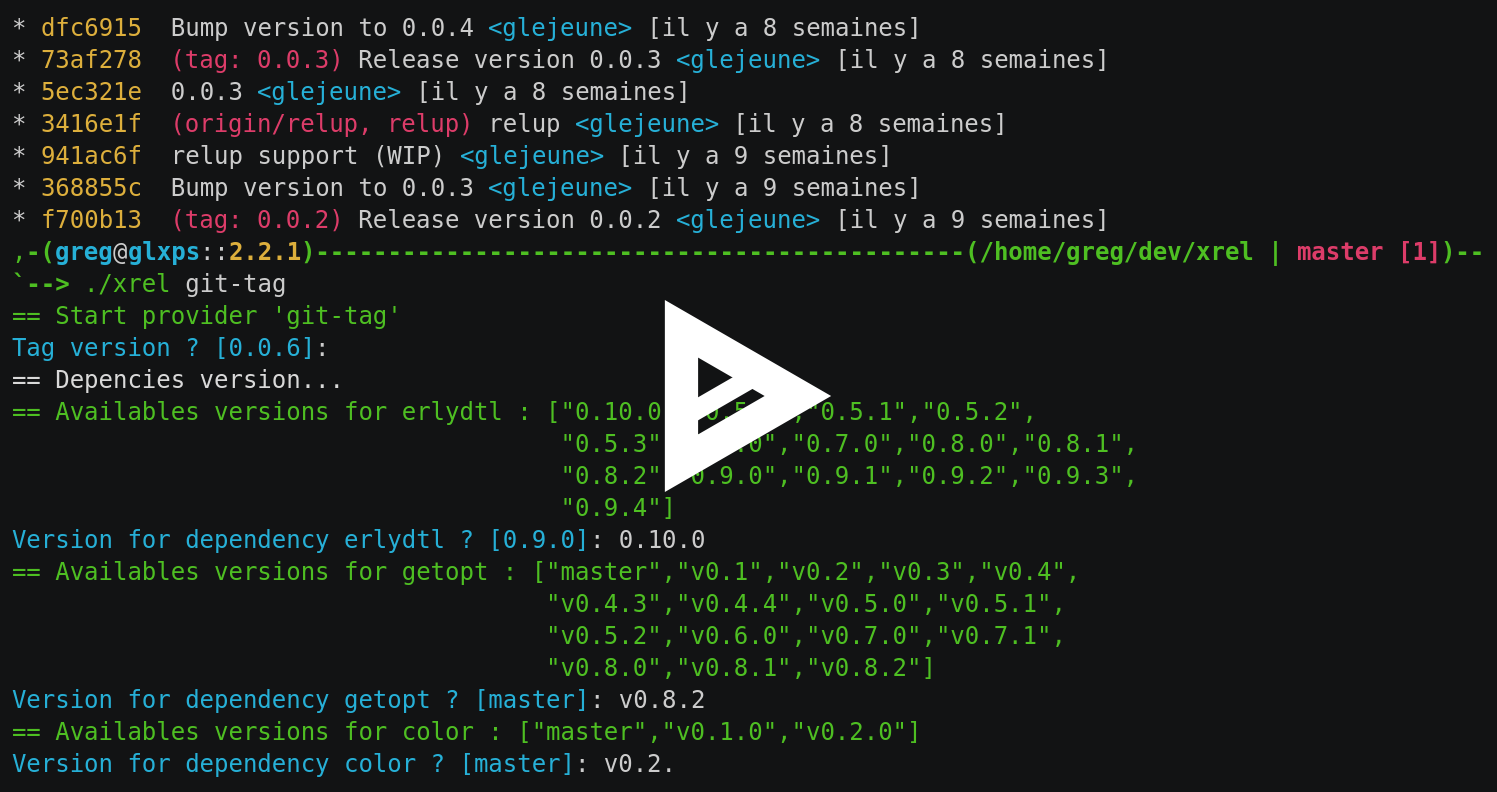 * dfc6915  Bump version to 0.0.4 <glejeune> [il y a 8 semaines]
* 73af278  (tag: 0.0.3) Release version 0.0.3 <glejeune> [il y a 8 semaines]
* 5ec321e  0.0.3 <glejeune> [il y a 8 semaines]
* 3416e1f  (origin/relup, relup) relup <glejeune> [il y a 8 semaines]
* 941ac6f  relup support (WIP) <glejeune> [il y a 9 semaines]
* 368855c  Bump version to 0.0.3 <glejeune> [il y a 9 semaines]
* f700b13  (tag: 0.0.2) Release version 0.0.2 <glejeune> [il y a 9 semaines]
,-(greg@glxps::2.2.1)---------------------------------------------(/home/greg/dev/xrel | master [1])--
`--> ./xrel git-tag
== Start provider 'git-tag'
Tag version ? [0.0.6]:
== Depencies version...
== Availables versions for erlydtl : ["0.10.0 "0.5.1","0.5.2",
"0.5.3" "0.7.0","0.8.0","0.8.1",
"0.8.2" 0.9.0","0.9.1","0.9.2","0.9.3",
"0.9.4"]
Version for dependency erlydtl ? [0.9.0]: 0.10.0
== Availables versions for getopt : ["master","v0.1","v0.2","v0.3","v0.4",
"v0.4.3","v0.4.4","v0.5.0","v0.5.1",
"v0.5.2","v0.6.0","v0.7.0","v0.7.1",
"v0.8.0","v0.8.1","v0.8.2"]
Version for dependency getopt ? [master]: v0.8.2
== Availables versions for color : ["master","v0.1.0","v0.2.0"]
Version for dependency color ? [master]: v0.2.